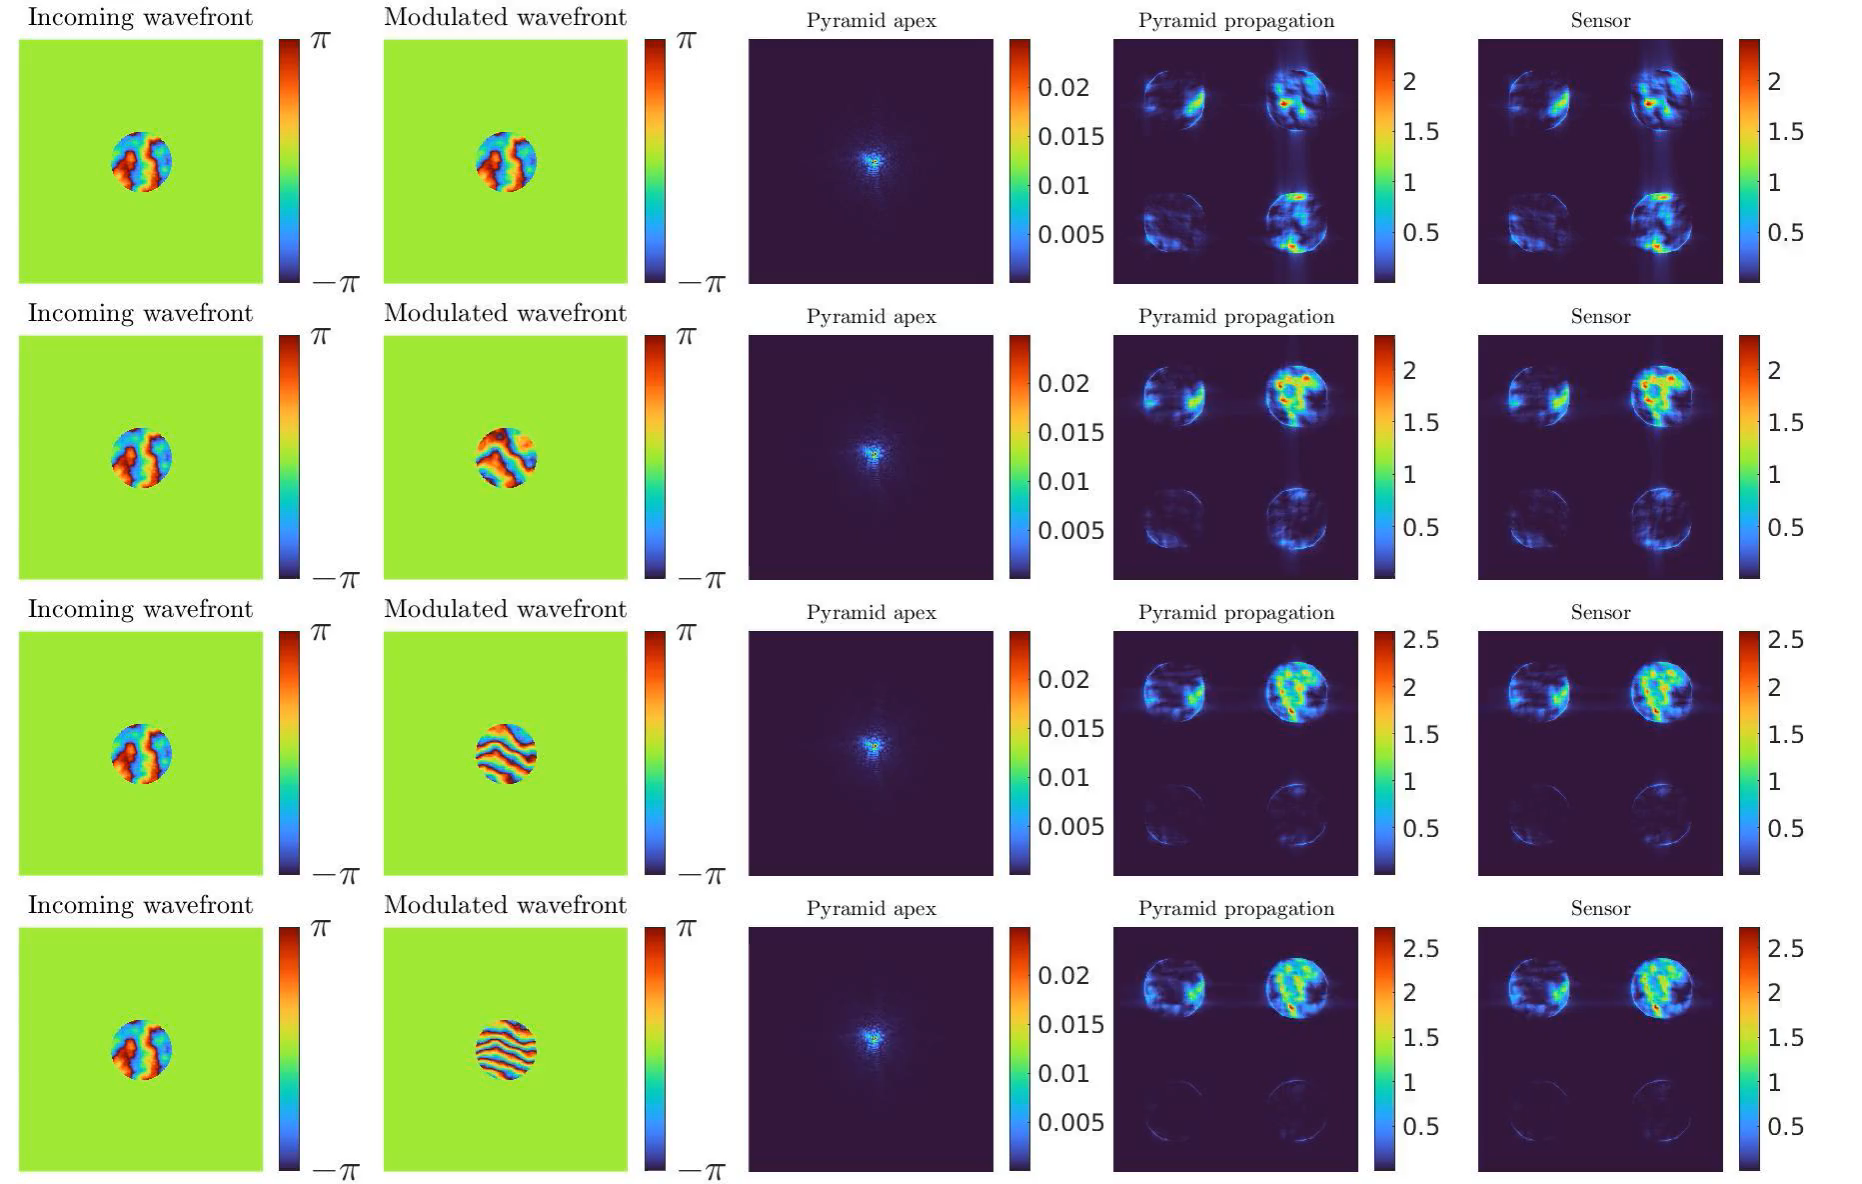 Incoming wavefront
Modulated wavefront
Pyramid apex
Pyramid propagation
Sensor
π
−π
π
−π
0.02
0.015
0.01
0.005
2
1.5
1
0.5
2
1.5
1
0.5
Incoming wavefront
Modulated wavefront
Pyramid apex
Pyramid propagation
Sensor
π
−π
π
−π
0.02
0.015
0.01
0.005
2
1.5
1
0.5
2
1.5
1
0.5
Incoming wavefront
Modulated wavefront
Pyramid apex
Pyramid propagation
Sensor
π
−π
π
−π
0.02
0.015
0.01
0.005
2.5
2
1.5
1
0.5
2.5
2
1.5
1
0.5
Incoming wavefront
Modulated wavefront
Pyramid apex
Pyramid propagation
Sensor
π
−π
π
−π
0.02
0.015
0.01
0.005
2.5
2
1.5
1
0.5
2.5
2
1.5
1
0.5